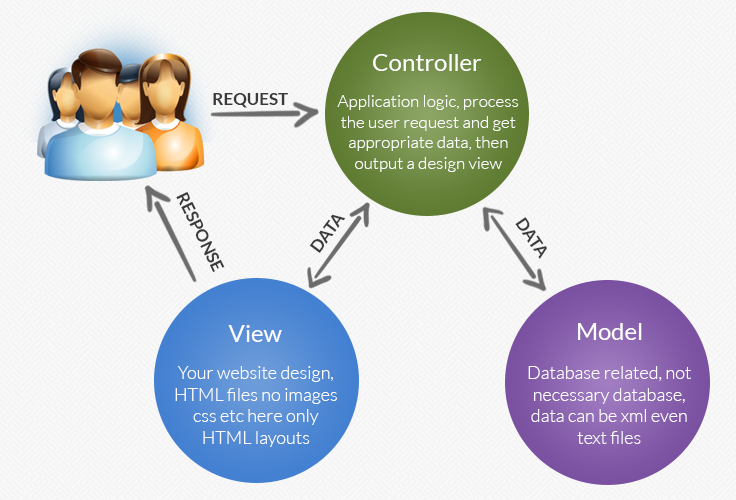 REQUEST
Controller
Application logic, process
the user request and get
appropriate data, then
output a design view
RESPONSE
DATA
DATA
View
Your website design,
HTML files no images
css etc here only
HTML layouts
Model
Database related, not
necessary database,
data can be xml even
text files